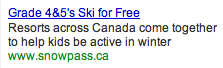 Grade 4&5's Ski for Free
Resorts across Canada come together
to help kids be active in winter
www.snowpass.ca